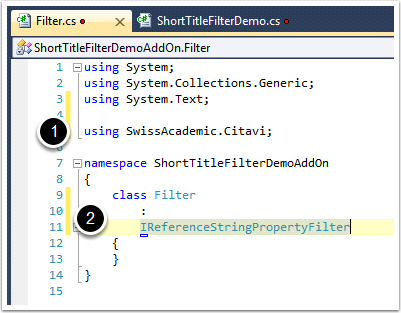 Filter.cs ShortTitleFilterDemo.cs
ShortTitleFilterDemoAddOn.Filter
1 using System;
2 using System.Collections.Generic;
3 using System.Text;
4
1 5 using SwissAcademic.Citavi;
6
7 namespace ShortTitleFilterDemoAddOn
8 {
9 class Filter
10 :
2 11 IReferenceStringPropertyFilter
12 {
13 }
14 }
15